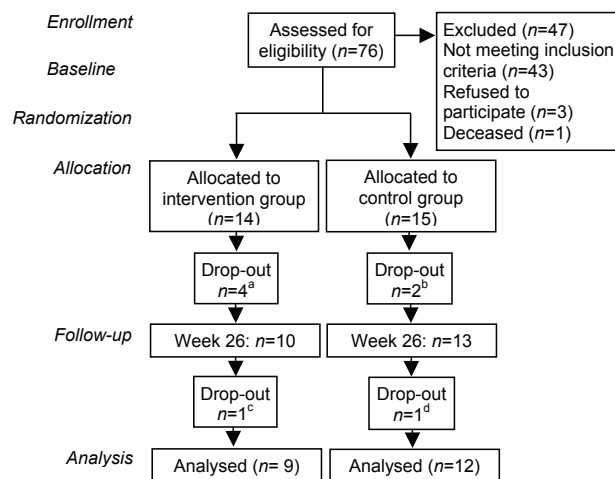 Enrollment
Assessed for
eligibility (n=76)
Excluded (n=47)
Not meeting inclusion
criteria (n=43)
Refused to
participate (n=3)
Deceased (n=1)
Baseline
Randomization
Allocation
Allocated to
intervention group
(n=14)
Allocated to
control group
(n=15)
Drop-out
n=4ᵃ
Drop-out
n=2ᵇ
Follow-up
Week 26: n=10
Week 26: n=13
Drop-out
n=1ᶜ
Drop-out
n=1ᵈ
Analysis
Analysed (n= 9)
Analysed (n=12)